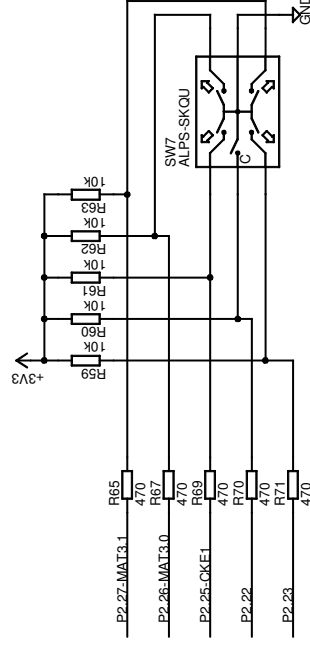 GND
SW7
ALPS-SKQU
C
10k
R63
10k
R62
10k
R61
10k
R60
10k
R59
+3V3
R65
470
R67
470
R69
470
R70
470
R71
470
P2.27-MAT3.1
P2.26-MAT3.0
P2.25-CKE1
P2.22
P2.23